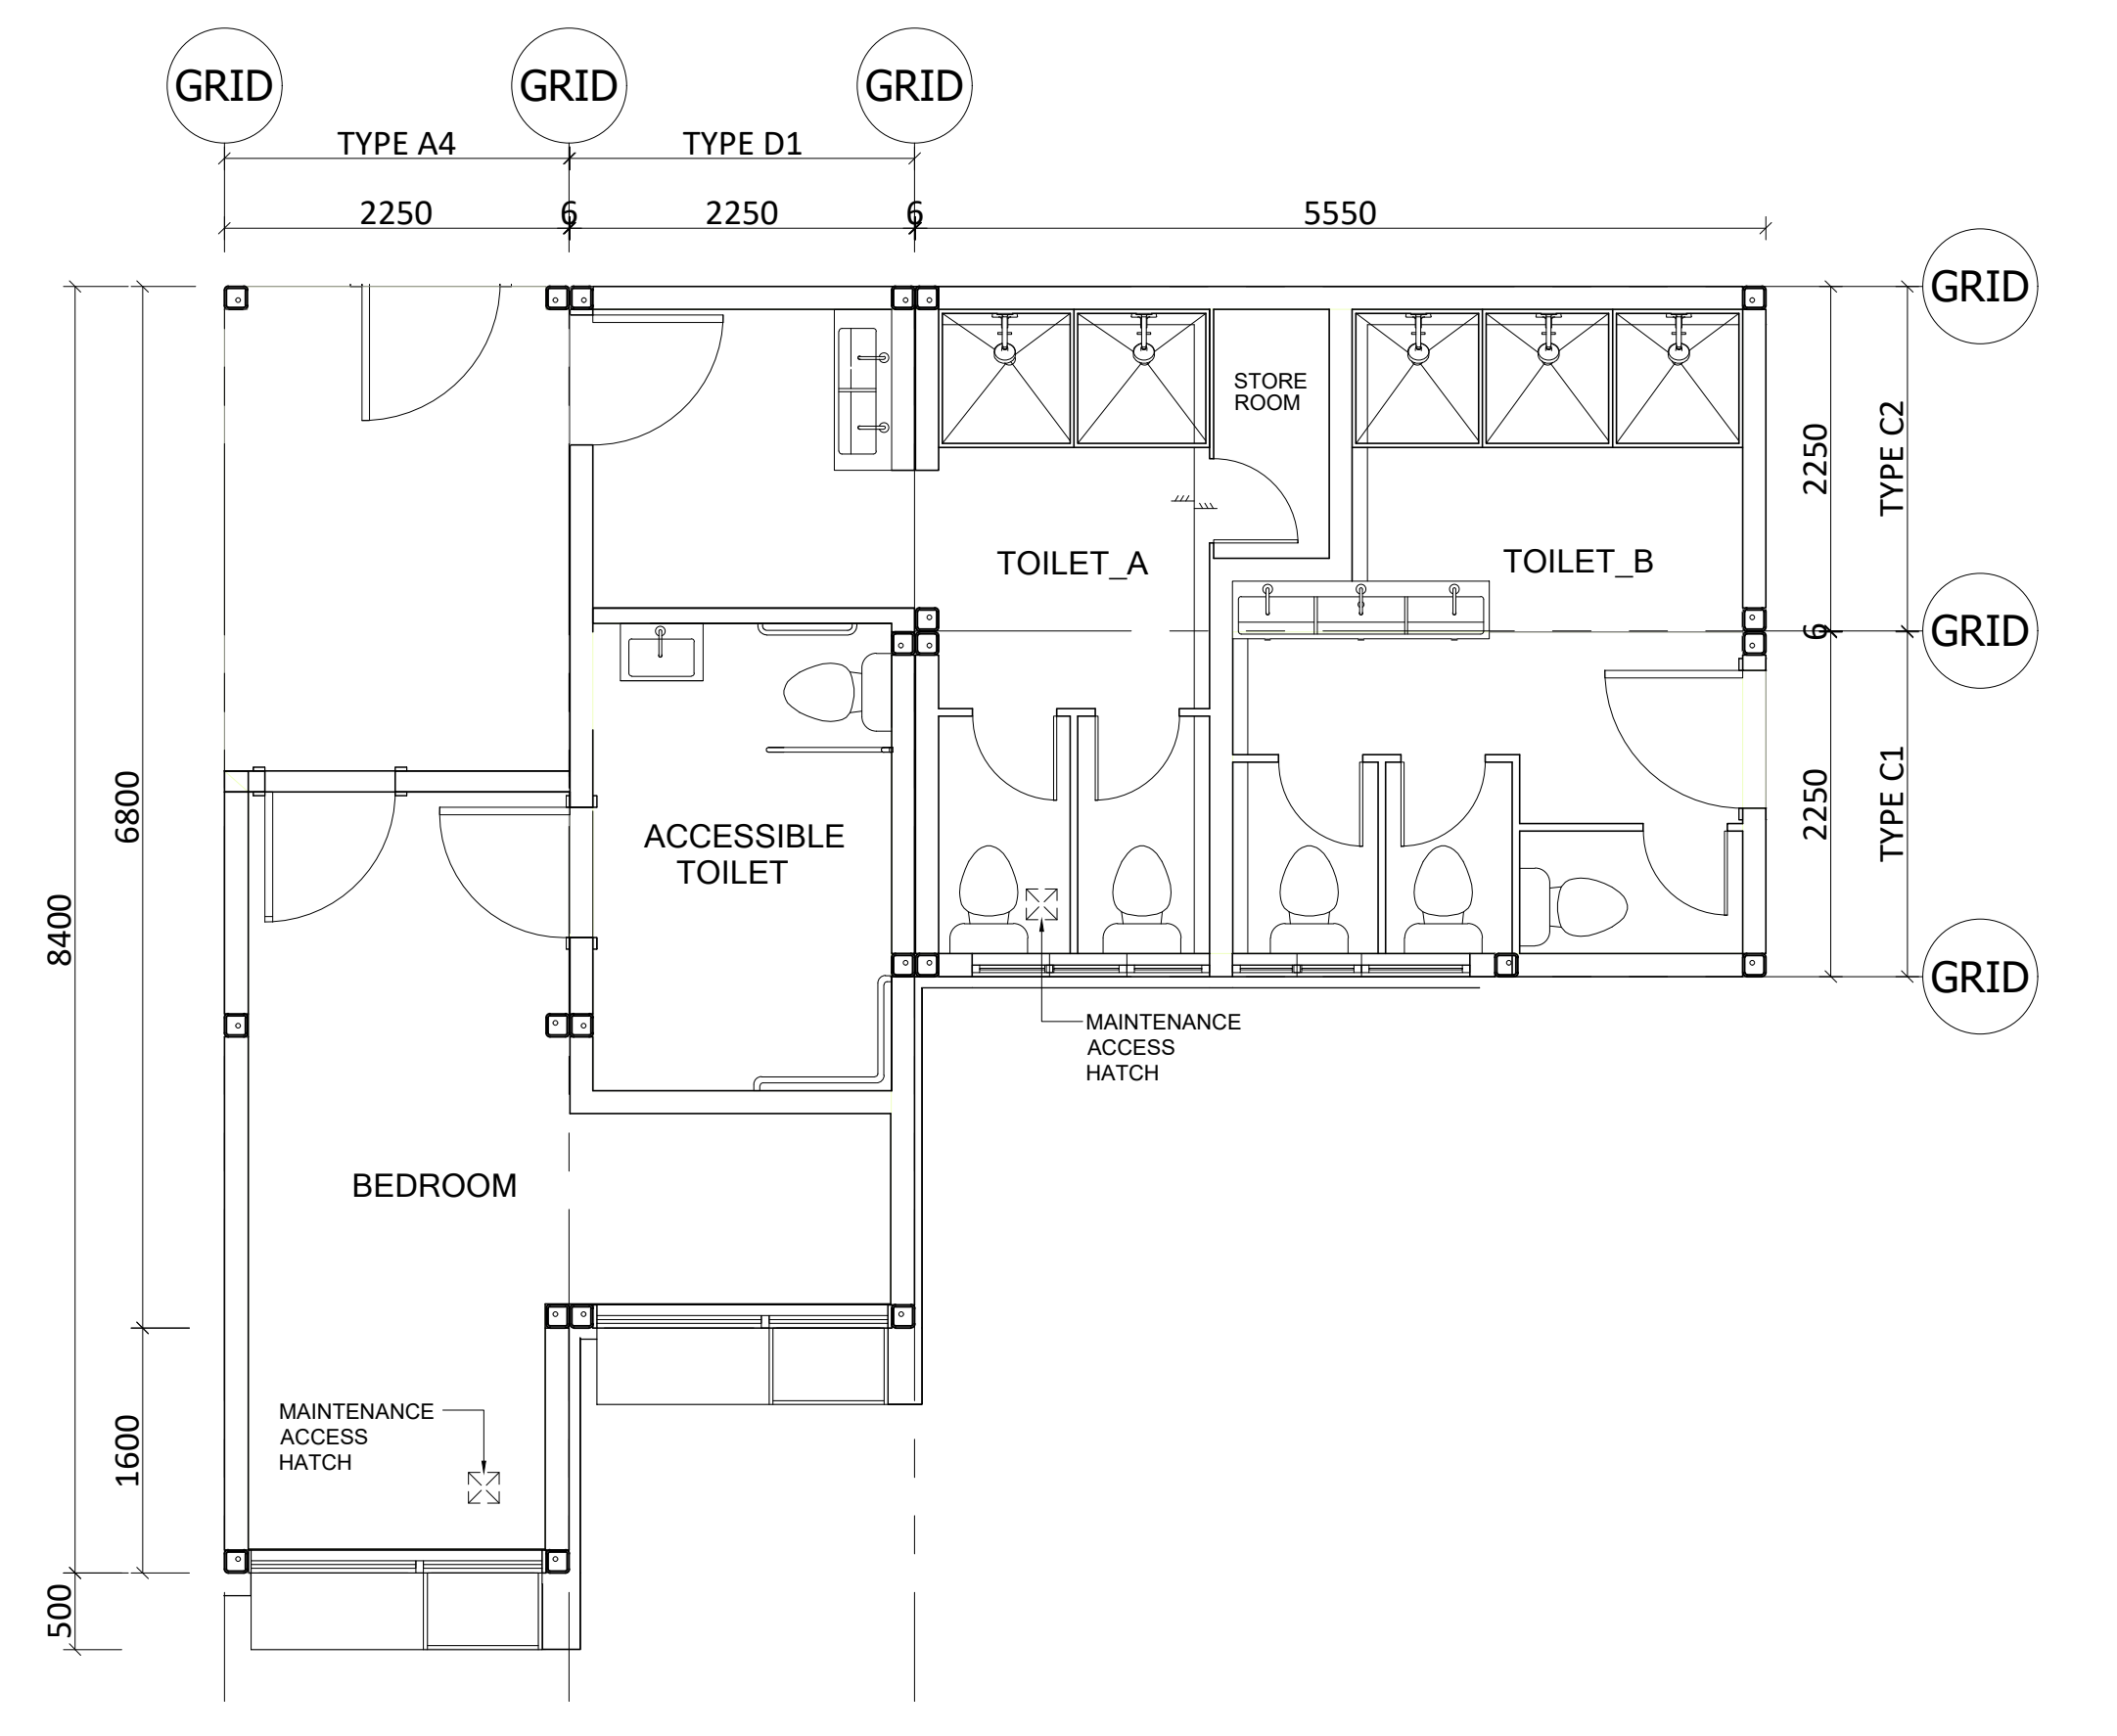 GRID
GRID
GRID
TYPE A4
TYPE D1
2250
6
2250
6
5550
GRID
STORE
ROOM
2250
TYPE C2
TOILET_A
TOILET_B
GRID
6
6800
2250
TYPE C1
ACCESSIBLE
TOILET
8400
GRID
MAINTENANCE
ACCESS
HATCH
BEDROOM
MAINTENANCE
ACCESS
HATCH
1600
500